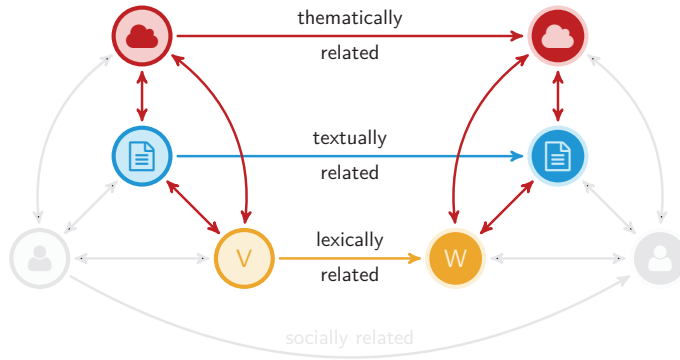 thematically
related
textually
related
lexically
V
W
related
socially related